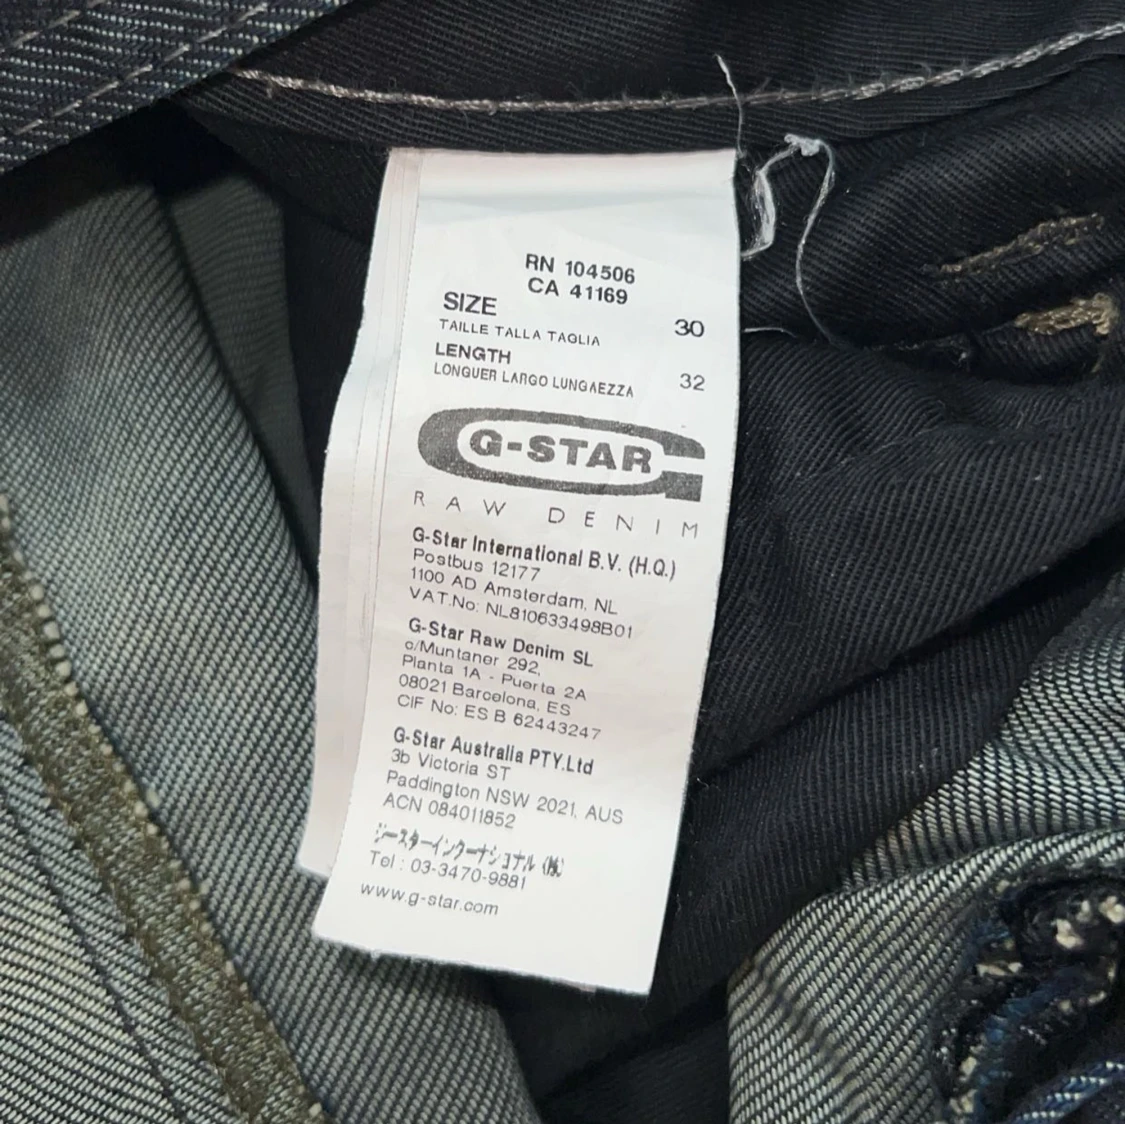 RN 104506
CA 41169
SIZE 30
TAILLE TALLA TAGLIA
LENGTH
LONGUER LARGO LUNGAEZZA 32
G-STAR
RAW DENIM
G-Star International B.V. (H.Q.)
Postbus 12177
1100 AD Amsterdam, NL
VAT.No: NL810633498B01
G-Star Raw Denim SL
c/Muntaner 292,
Planta 1A - Puerta 2A
08021 Barcelona, ES
CIF No: ES B 62443247
G-Star Australia PTY.Ltd
3b Victoria ST
Paddington NSW 2021, AUS
ACN 084011852
ジースターインターナショナル (株)
Tel : 03-3470-9881
www.g-star.com